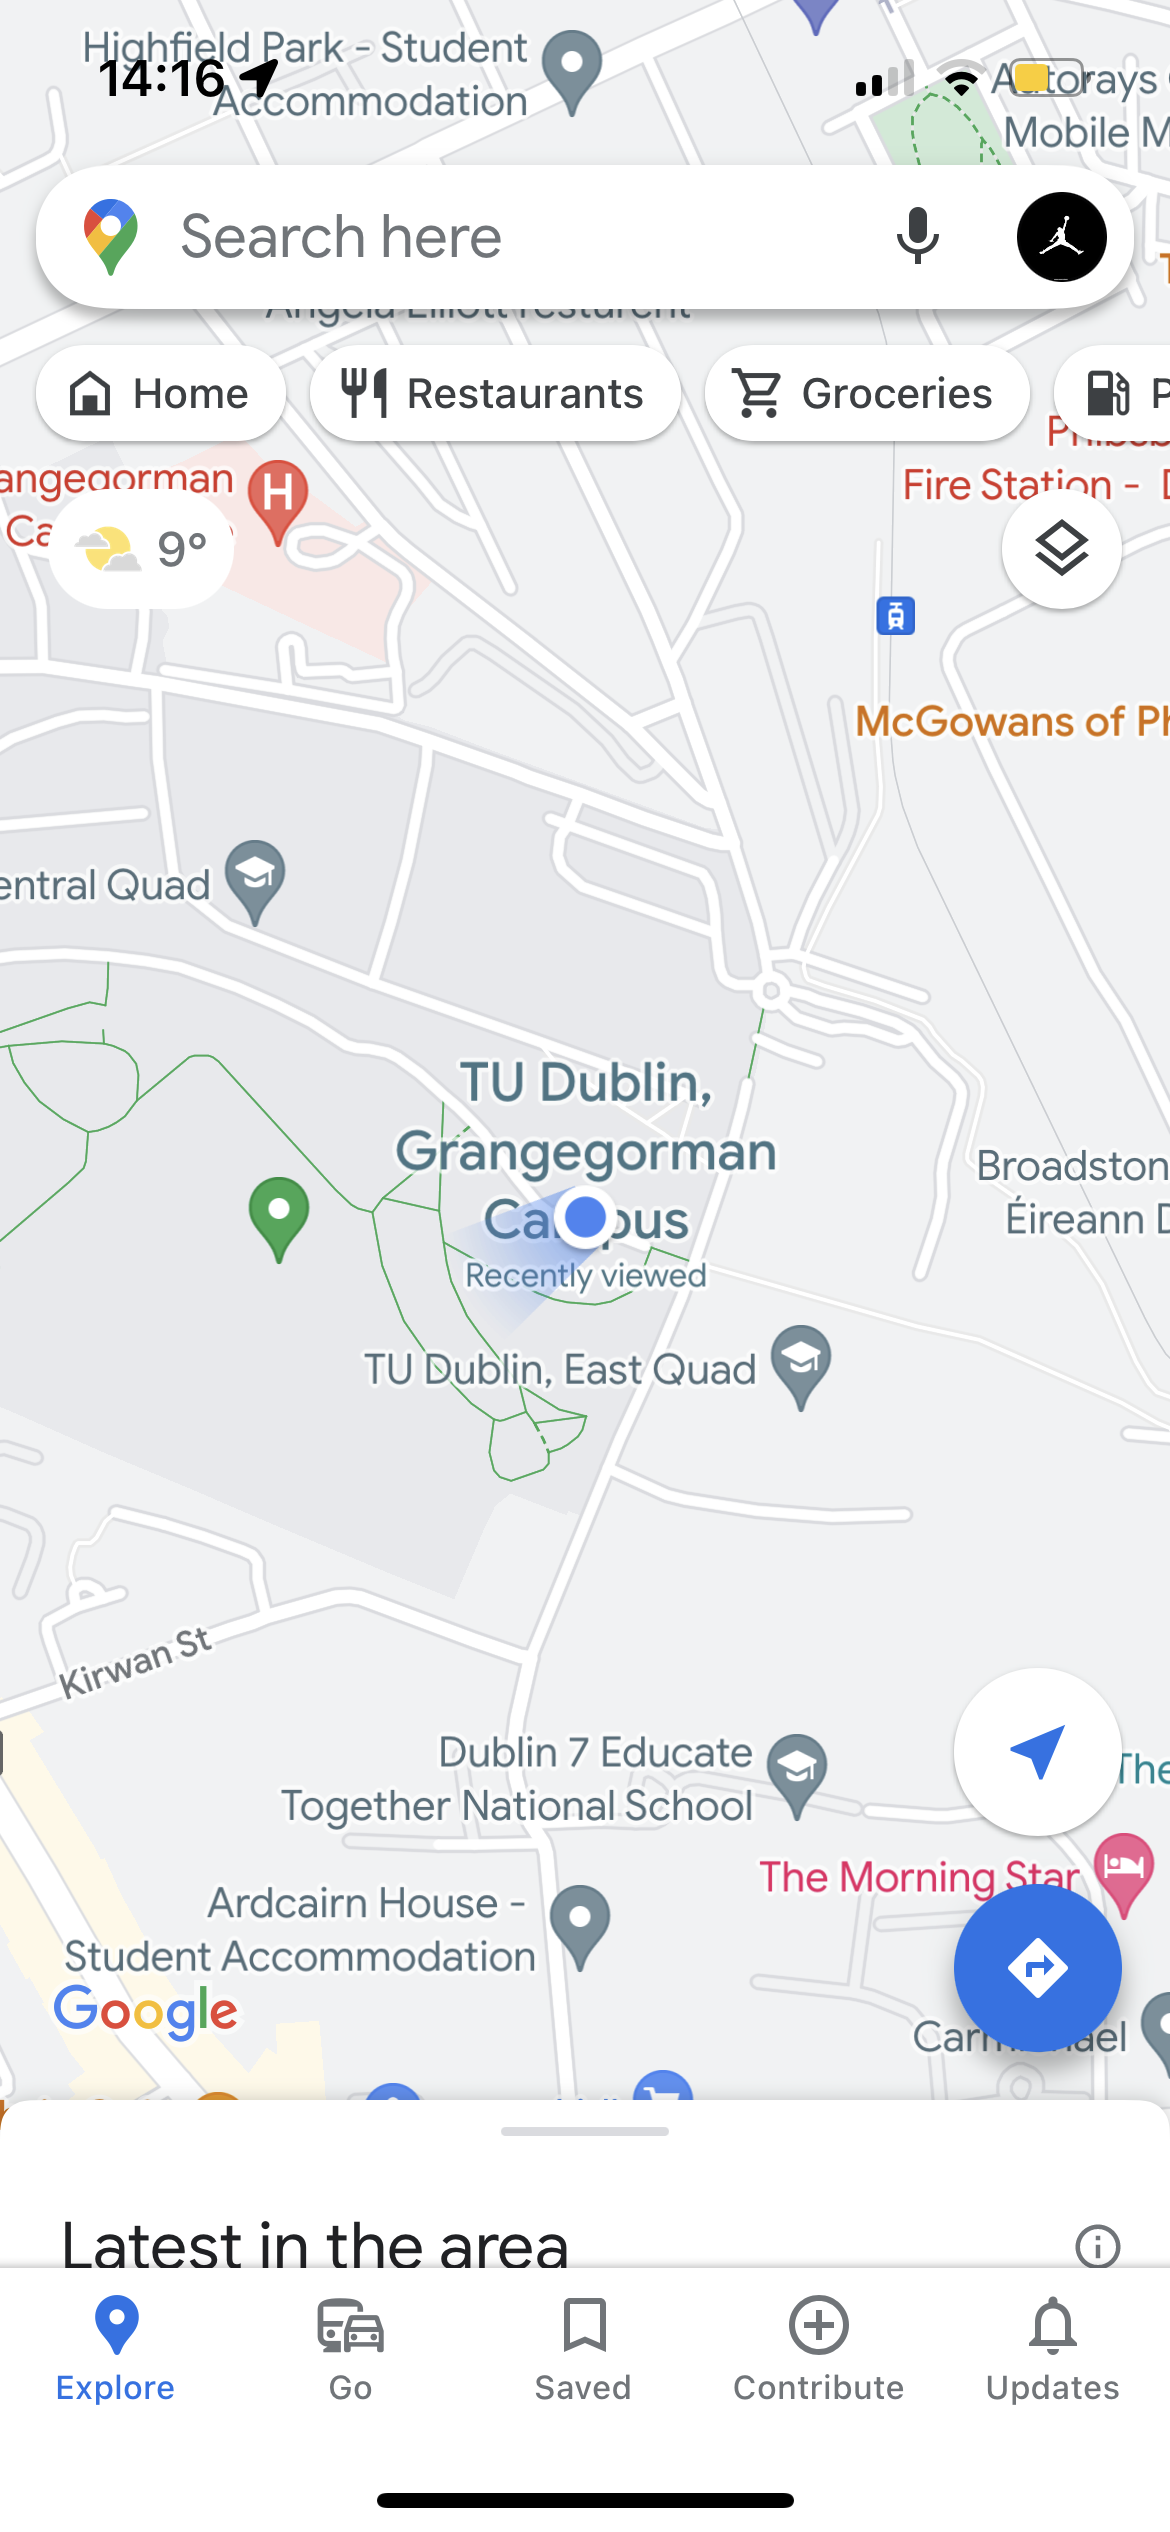 Highfield Park - Student
Accommodation
14:16
Mobile M
Search here
Home
Restaurants
Groceries
Fire Station -
9°
McGowans of Ph
entral Quad
TU Dublin,
Grangegorman
Campus
Recently viewed
Broadston
Éireann D
TU Dublin, East Quad
Kirwan St
Dublin 7 Educate
Together National School
The
The Morning Star
Ardcairn House -
Student Accommodation
Google
Latest in the area
Explore
Go
Saved
Contribute
Updates